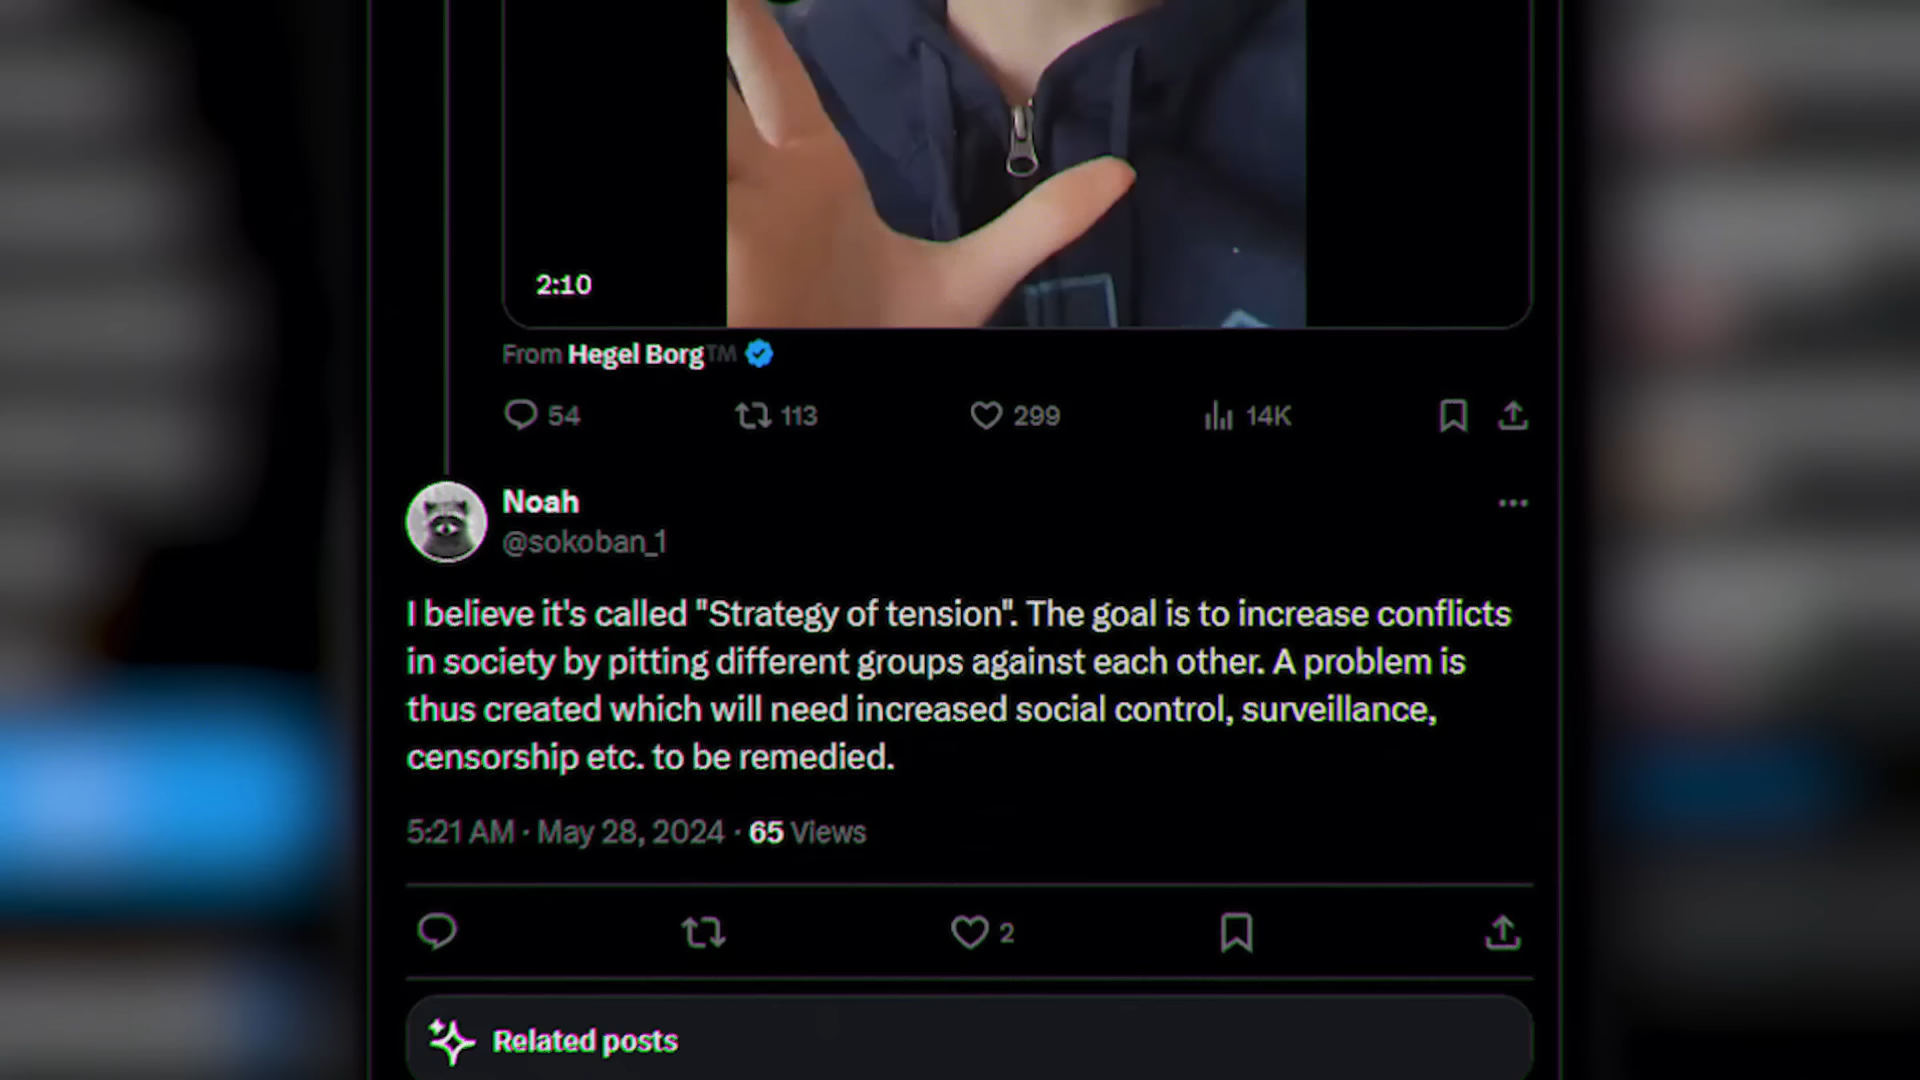 2:10
From Hegel Borg™
54 113 299 14K
Noah
@sokoban_1
I believe it's called "Strategy of tension". The goal is to increase conflicts
in society by pitting different groups against each other. A problem is
thus created which will need increased social control, surveillance,
censorship etc. to be remedied.
5:21 AM · May 28, 2024 · 65 Views
2
Related posts